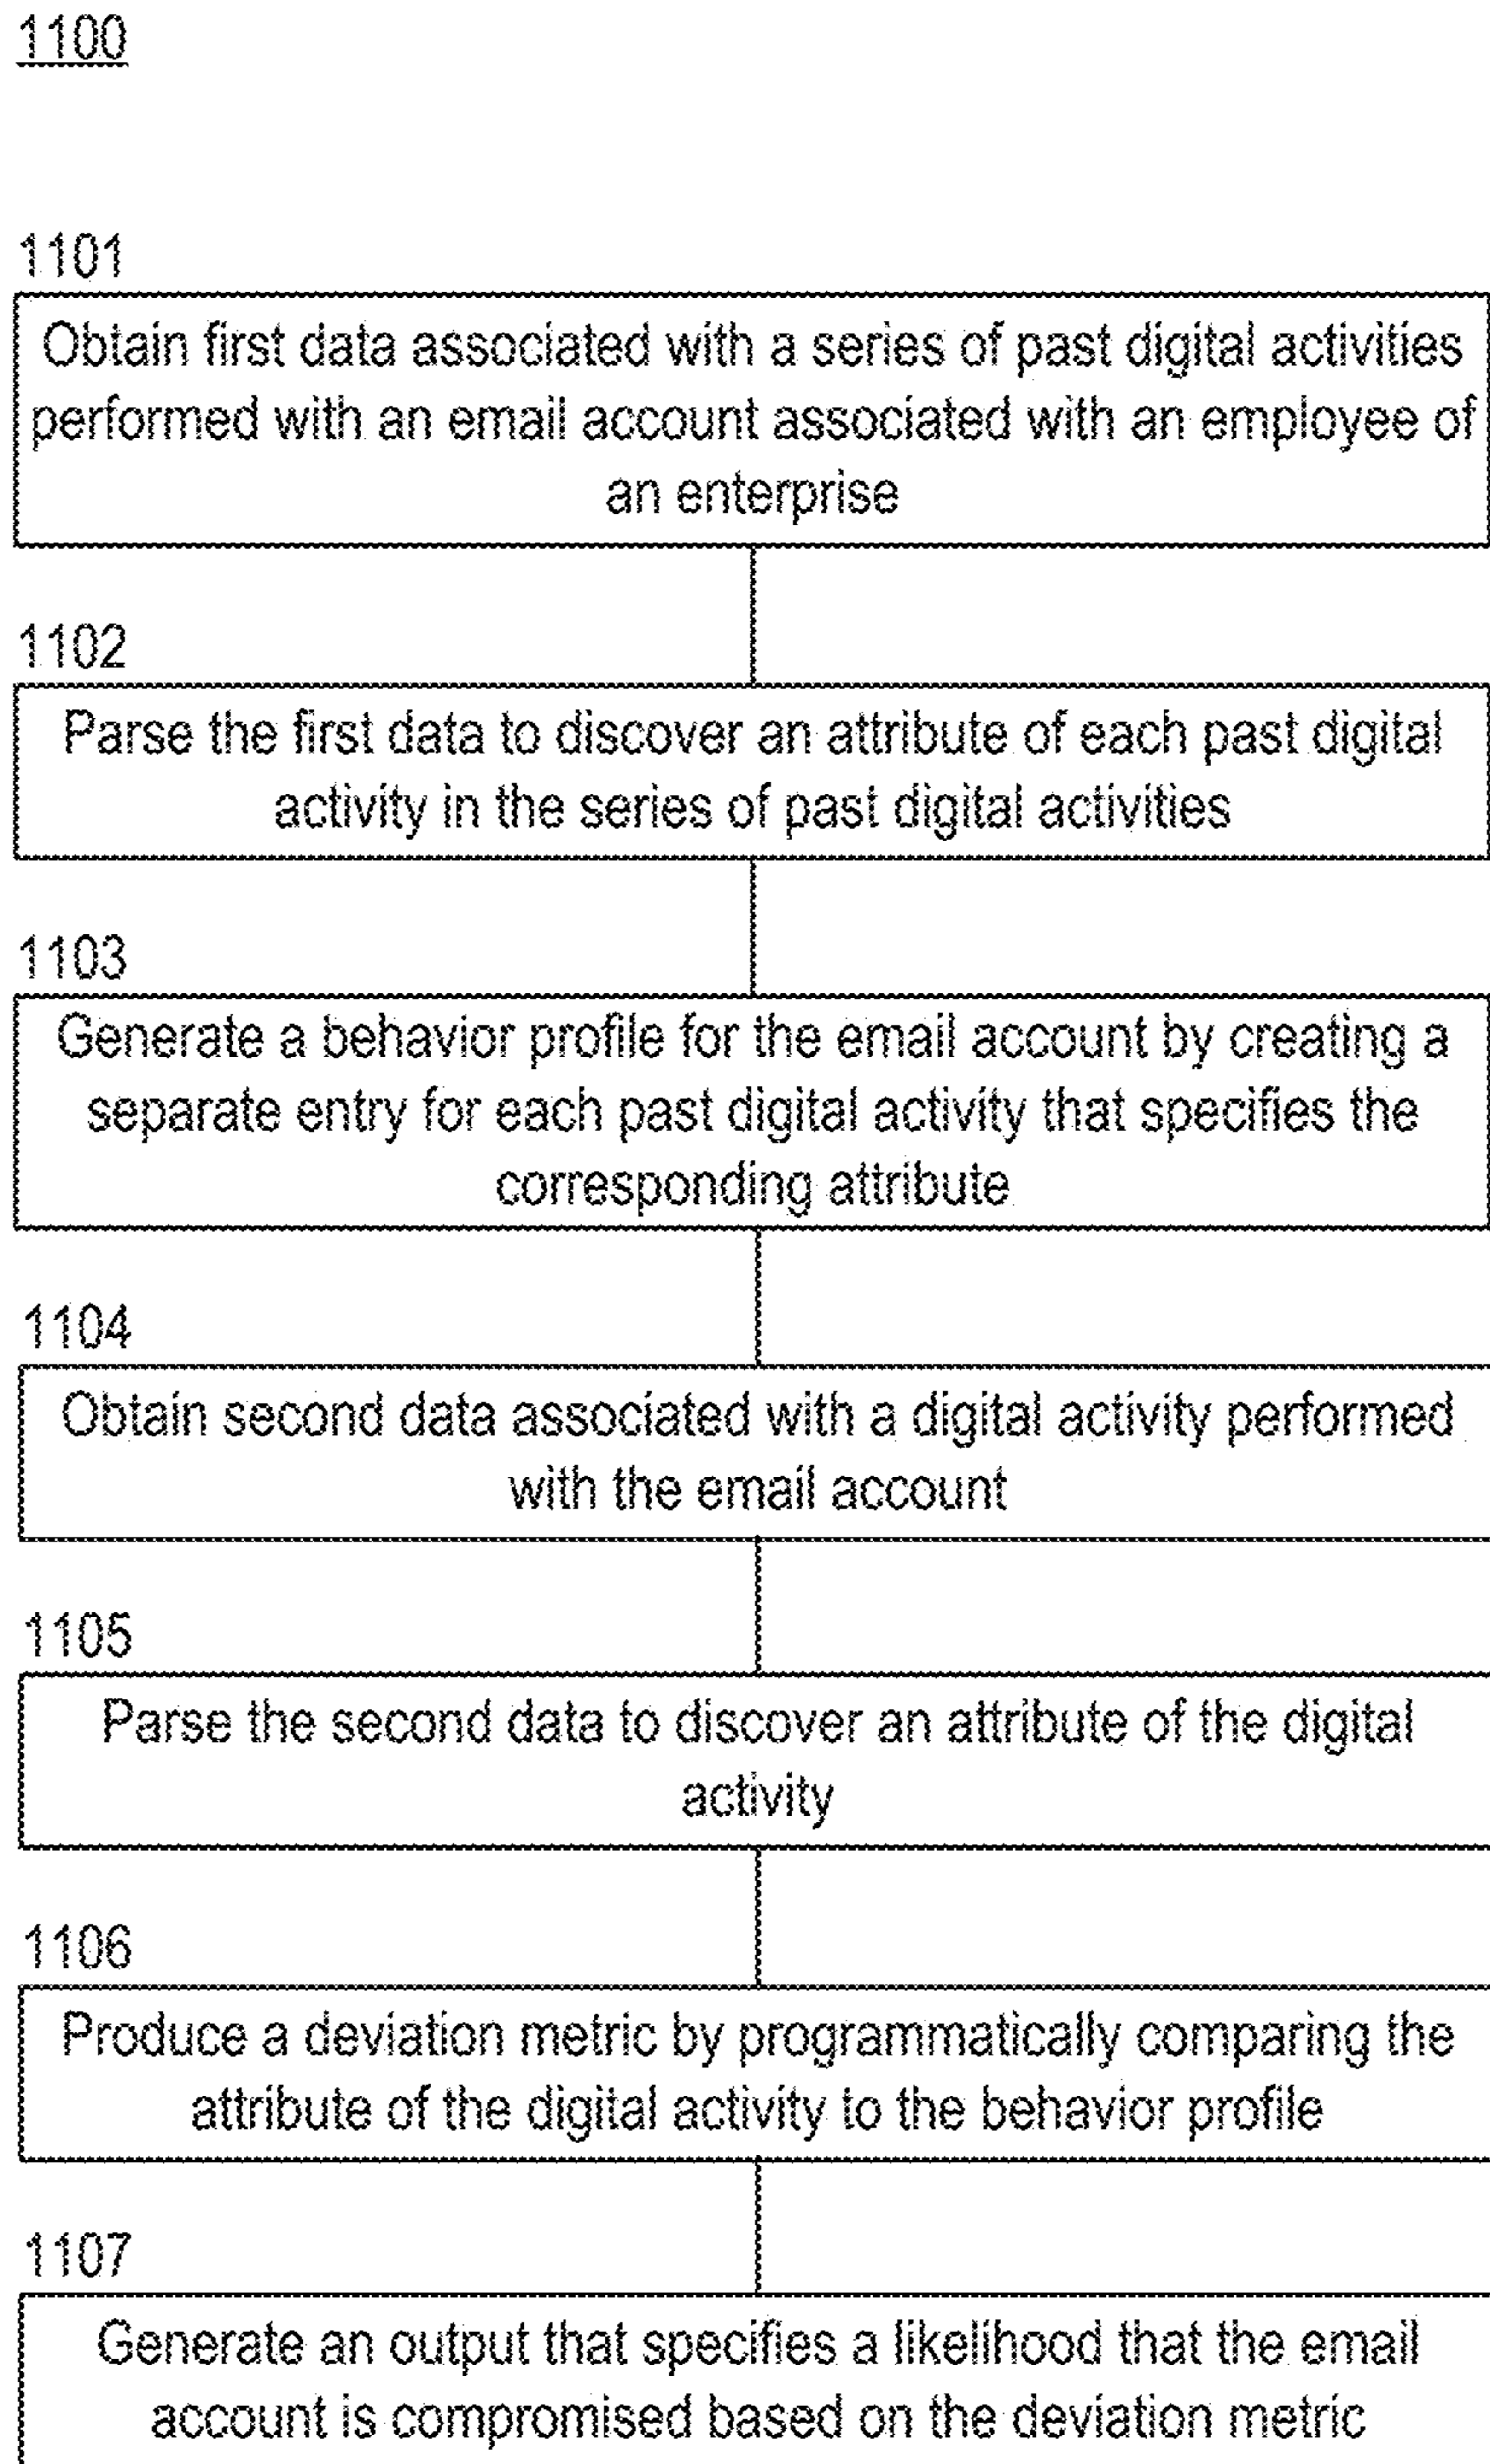 1100
1101
Obtain first data associated with a series of past digital activities
performed with an email account associated with an employee of
an enterprise
1102
Parse the first data to discover an attribute of each past digital
activity in the series of past digital activities
1103
Generate a behavior profile for the email account by creating a
separate entry for each past digital activity that specifies the
corresponding attribute
1104
Obtain second data associated with a digital activity performed
with the email account
1105
Parse the second data to discover an attribute of the digital
activity
1106
Produce a deviation metric by programmatically comparing the
attribute of the digital activity to the behavior profile
1107
Generate an output that specifies a likelihood that the email
account is compromised based on the deviation metric